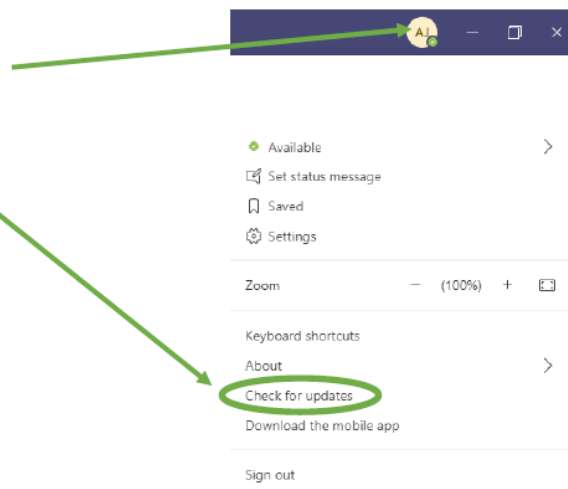 AJ
Available
Set status message
Saved
Settings
Zoom − (100%) +
Keyboard shortcuts
About
Check for updates
Download the mobile app
Sign out